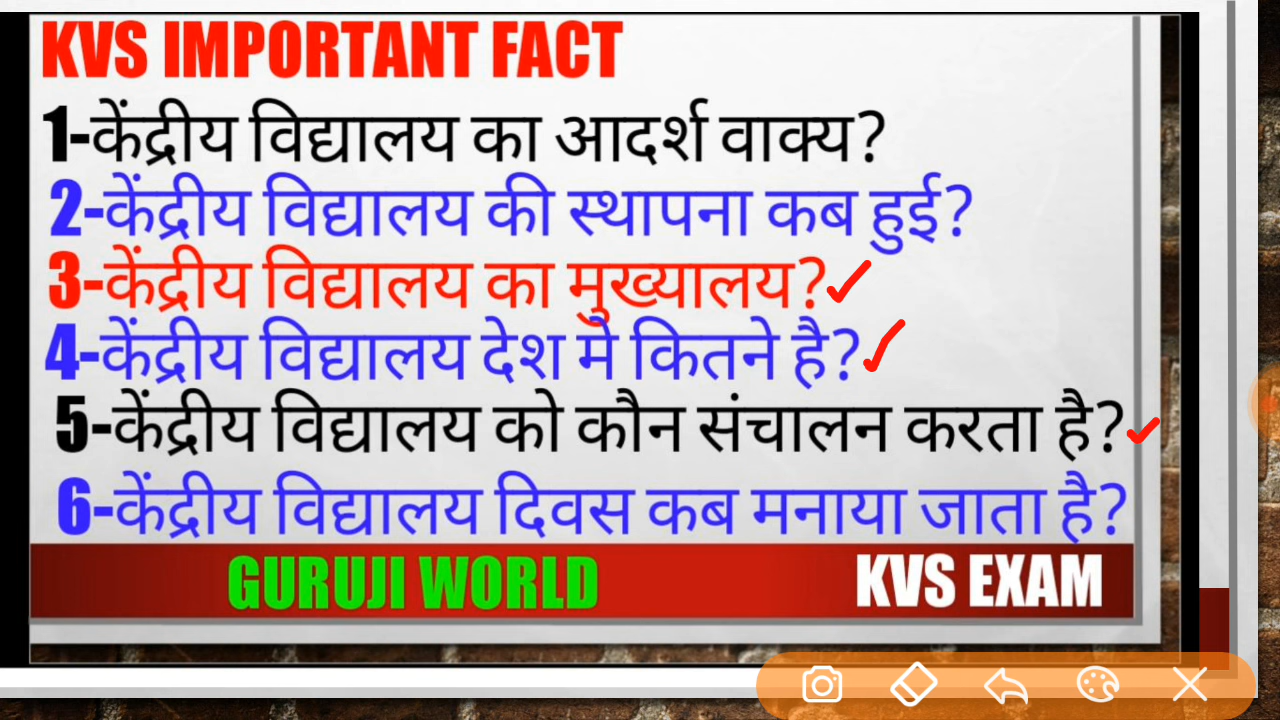 KVS IMPORTANT FACT
1-केंद्रीय विद्यालय का आदर्श वाक्य?
2-केंद्रीय विद्यालय की स्थापना कब हुई?
3-केंद्रीय विद्यालय का मुख्यालय?
4-केंद्रीय विद्यालय देश मे कितने है?
5-केंद्रीय विद्यालय को कौन संचालन करता है?
6-केंद्रीय विद्यालय दिवस कब मनाया जाता है?
GURUJI WORLD KVS EXAM